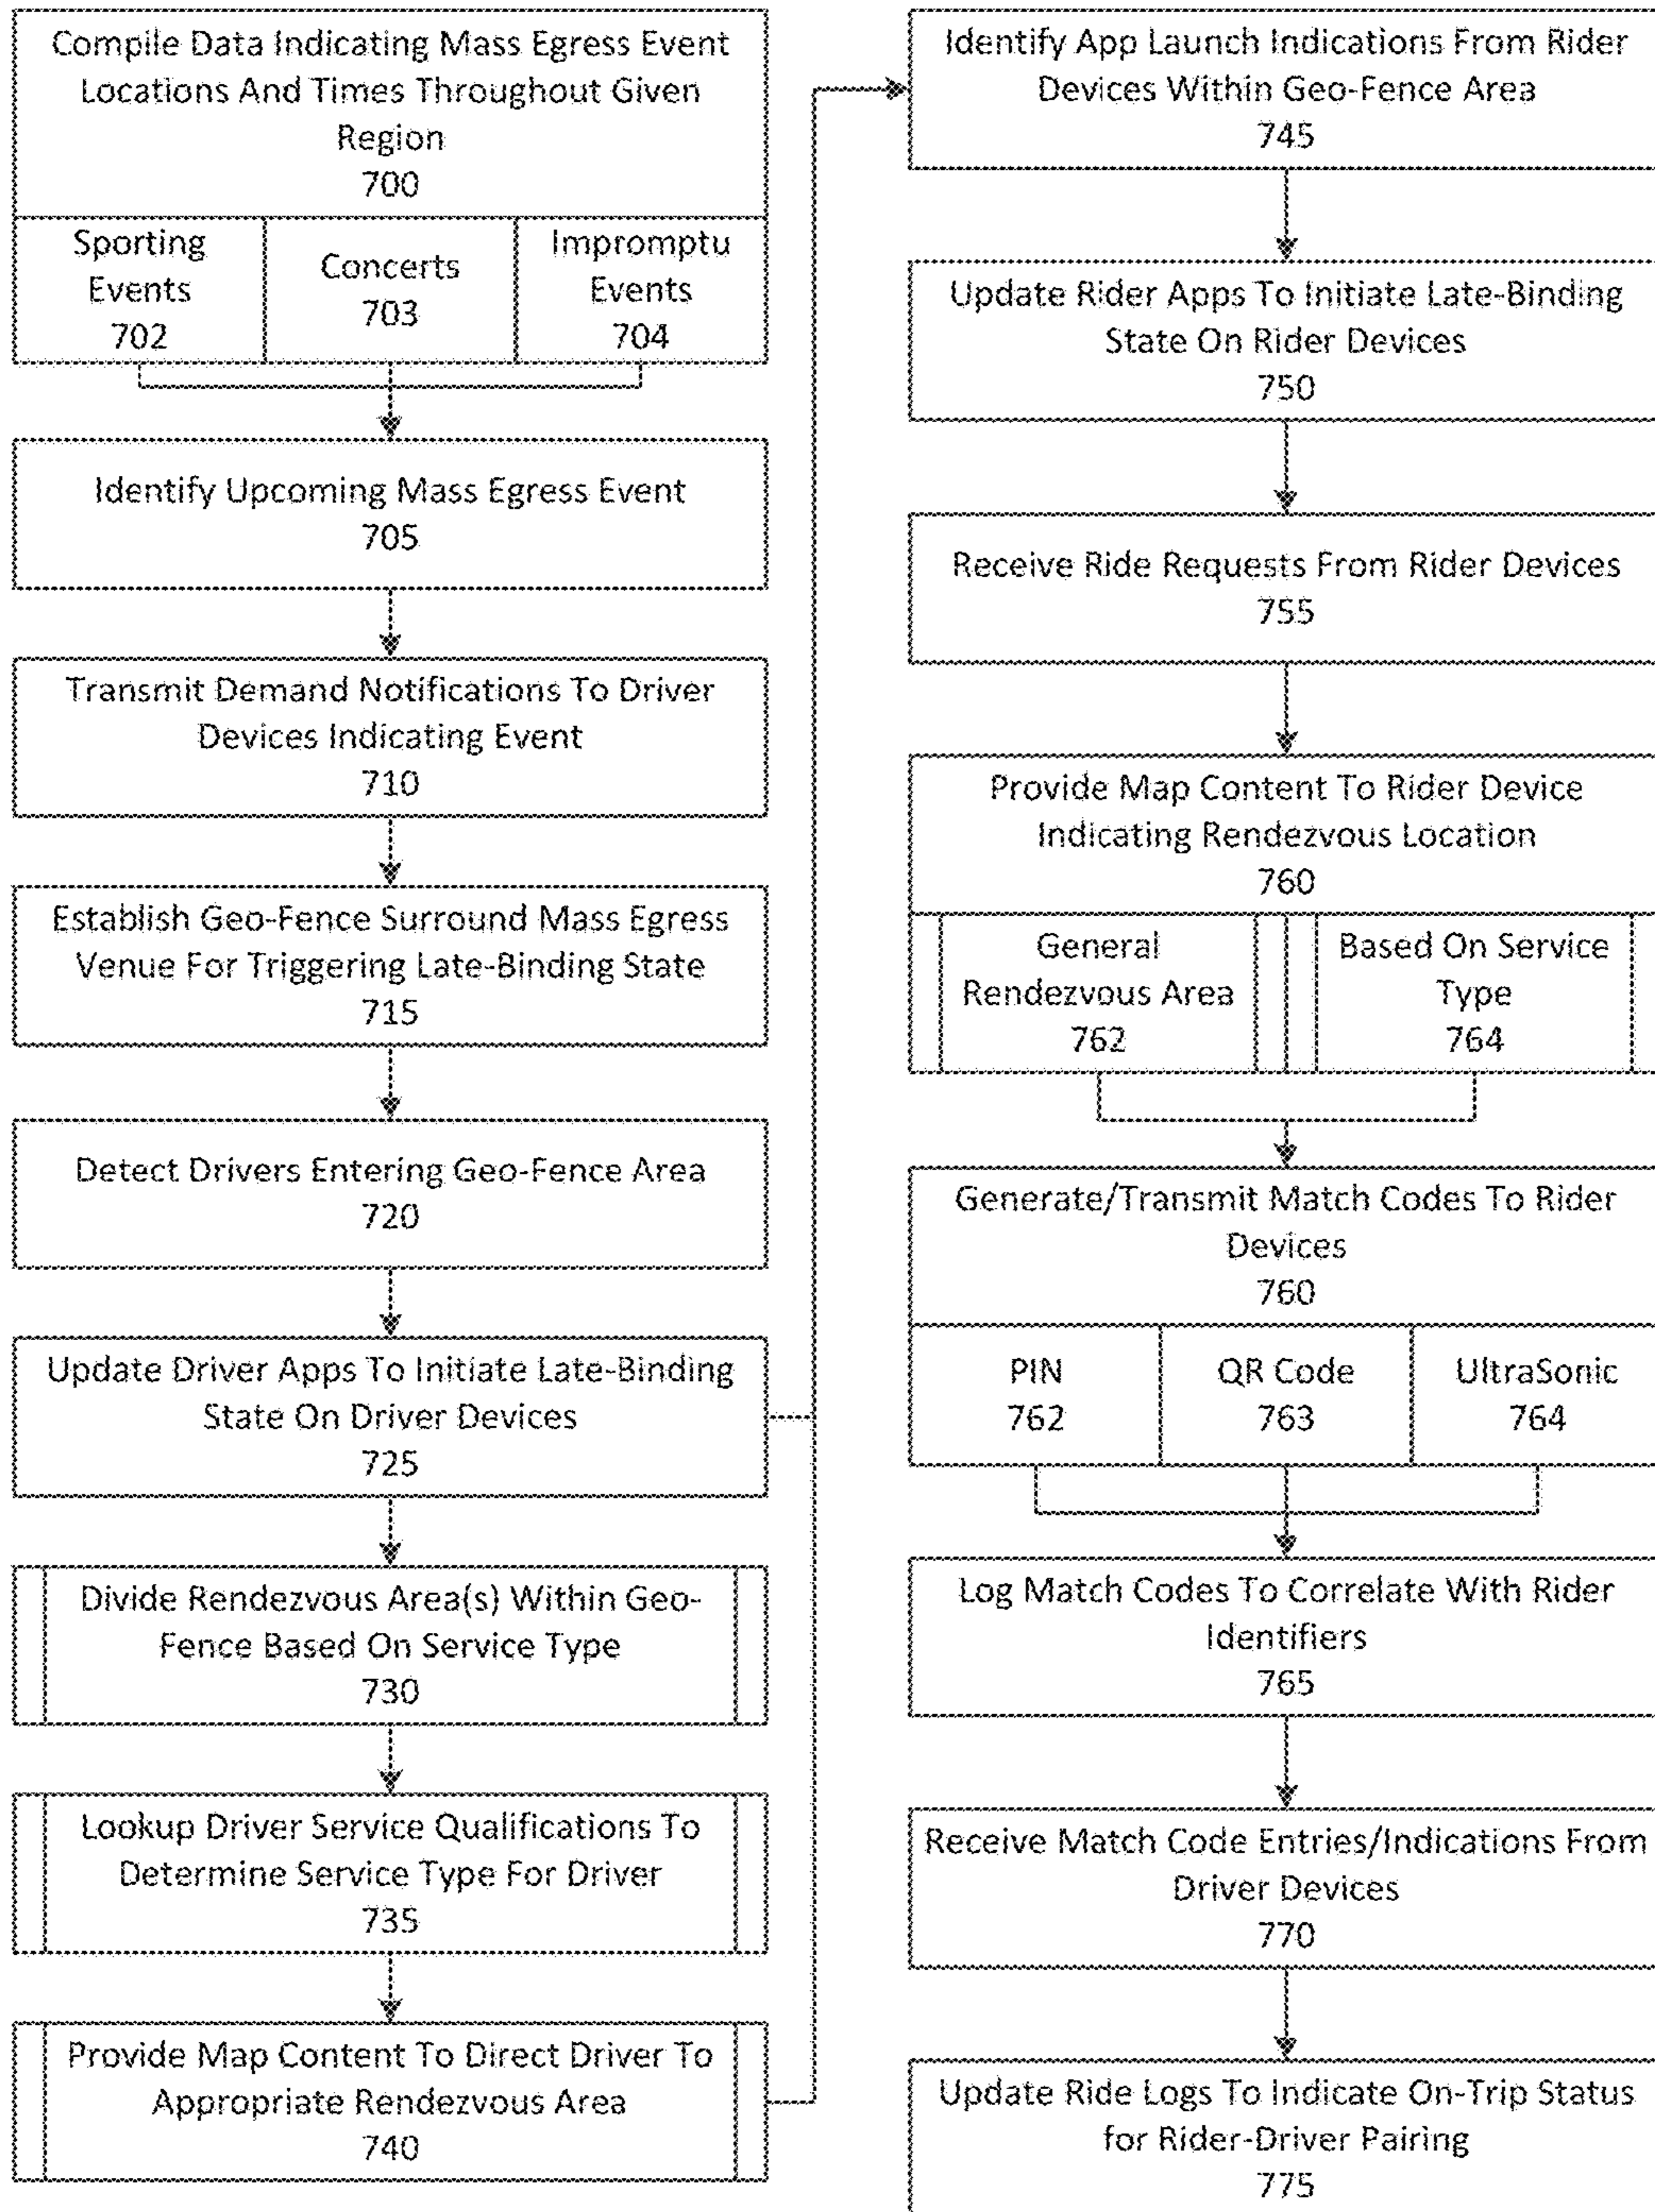 Compile Data Indicating Mass Egress Event
Locations And Times Throughout Given
Region
700
Sporting
Events
702
Concerts
703
Impromptu
Events
704
Identify Upcoming Mass Egress Event
705
Transmit Demand Notifications To Driver
Devices Indicating Event
710
Establish Geo-Fence Surround Mass Egress
Venue For Triggering Late-Binding State
715
Detect Drivers Entering Geo-Fence Area
720
Update Driver Apps To Initiate Late-Binding
State On Driver Devices
725
Divide Rendezvous Area(s) Within Geo-
Fence Based On Service Type
730
Lookup Driver Service Qualifications To
Determine Service Type For Driver
735
Provide Map Content To Direct Driver To
Appropriate Rendezvous Area
740
Identify App Launch Indications From Rider
Devices Within Geo-Fence Area
745
Update Rider Apps To Initiate Late-Binding
State On Rider Devices
750
Receive Ride Requests From Rider Devices
755
Provide Map Content To Rider Device
Indicating Rendezvous Location
760
General
Rendezvous Area
762
Based On Service
Type
764
Generate/Transmit Match Codes To Rider
Devices
760
PIN
762
QR Code
763
UltraSonic
764
Log Match Codes To Correlate With Rider
Identifiers
765
Receive Match Code Entries/Indications From
Driver Devices
770
Update Ride Logs To Indicate On-Trip Status
for Rider-Driver Pairing
775